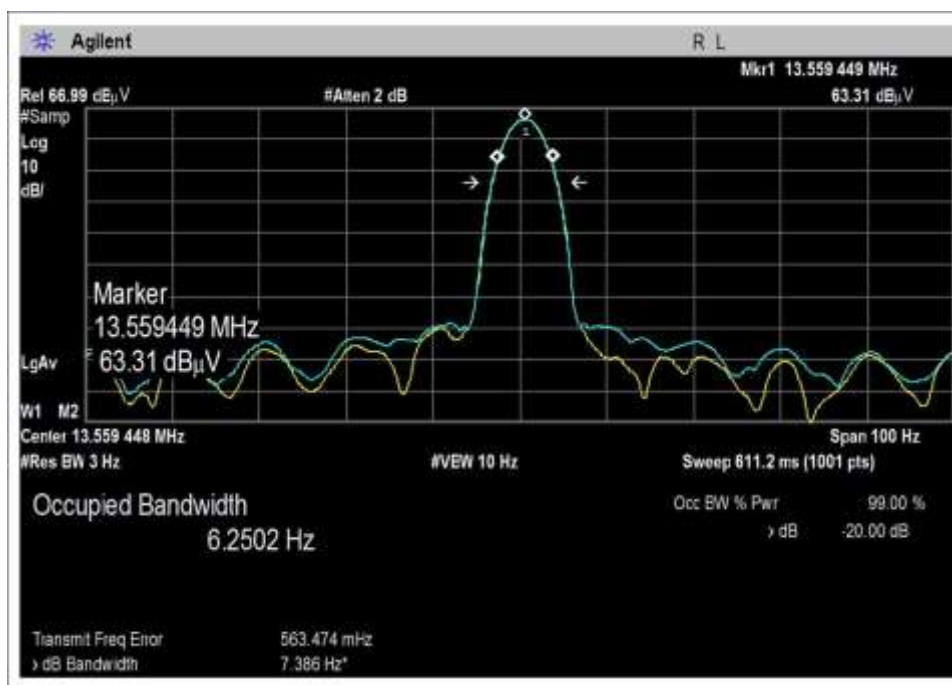 Agilent R L
Mkr1 13.559 449 MHz
Ref 66.99 dBµV #Atten 2 dB 63.31 dBµV
#Samp
Log
10
dB/
1
Marker
13.559449 MHz
63.31 dBµV
LgAv
W1 M2
Center 13.559 448 MHz Span 100 Hz
#Res BW 3 Hz #VBW 10 Hz Sweep 611.2 ms (1001 pts)
Occupied Bandwidth Occ BW % Pwr 99.00 %
6.2502 Hz x dB -20.00 dB
Transmit Freq Error 563.474 mHz
x dB Bandwidth 7.386 Hz*